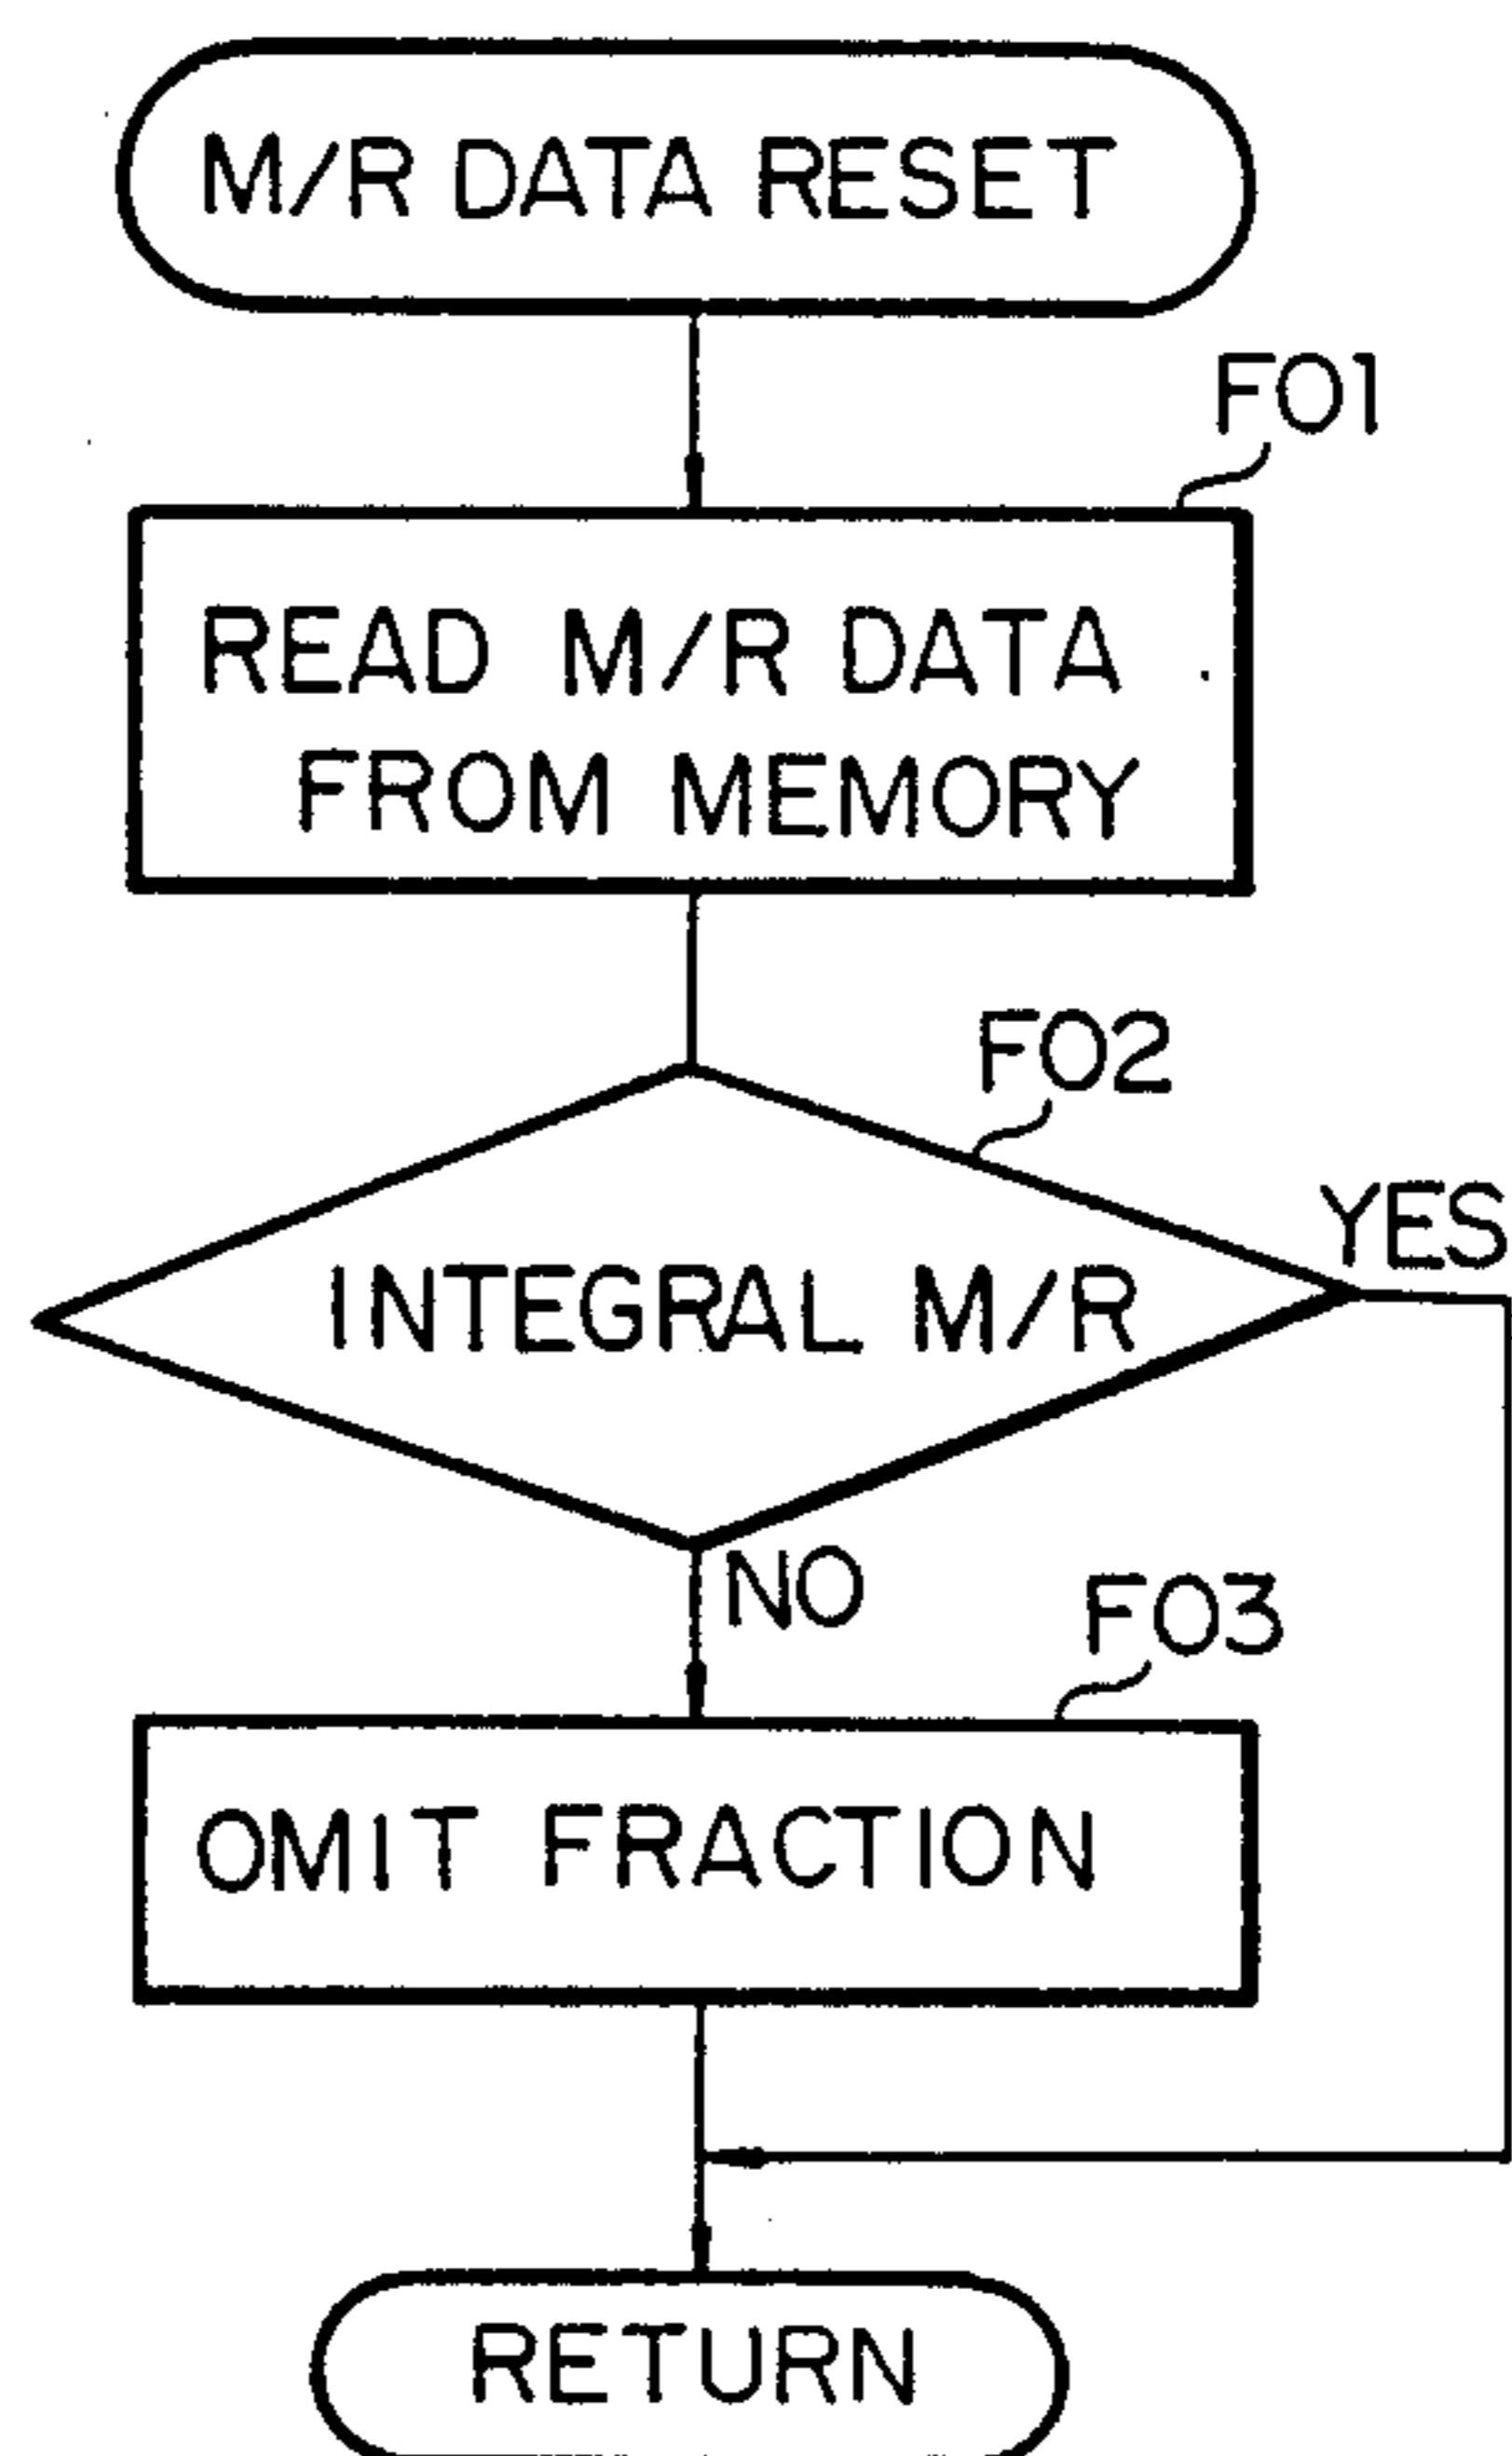 M/R DATA RESET
F01
READ M/R DATA
FROM MEMORY
F02
YES
INTEGRAL M/R
NO
F03
OMIT FRACTION
RETURN